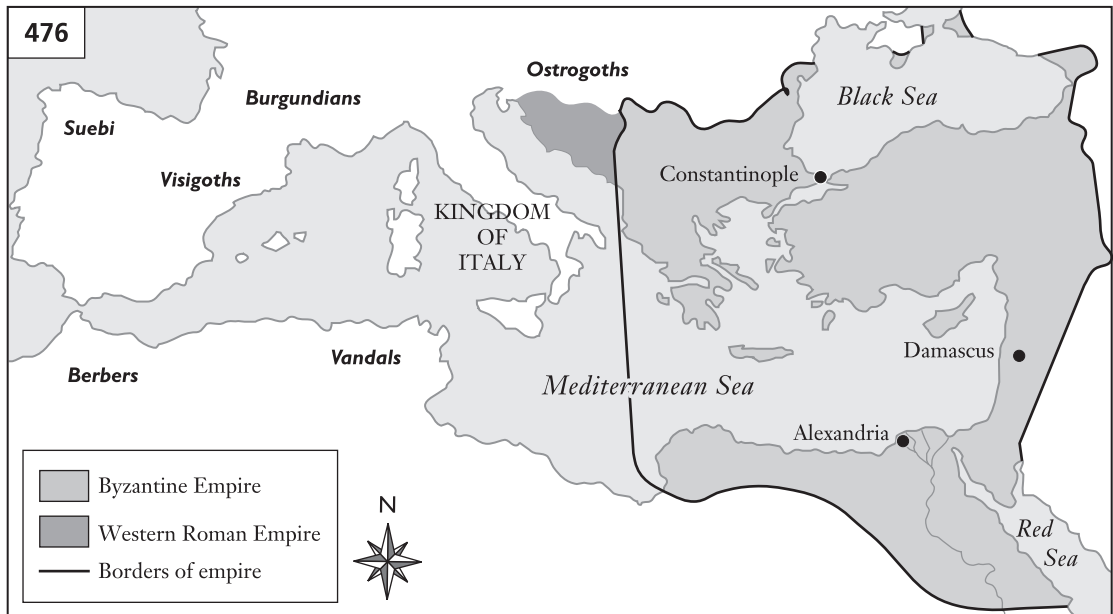 476
Ostrogoths
Burgundians
Black Sea
Suebi
Constantinople
Visigoths
KINGDOM
OF
ITALY
Damascus
Vandals
Berbers
Mediterranean Sea
Alexandria
Byzantine Empire
Western Roman Empire
Borders of empire
N
Red
Sea